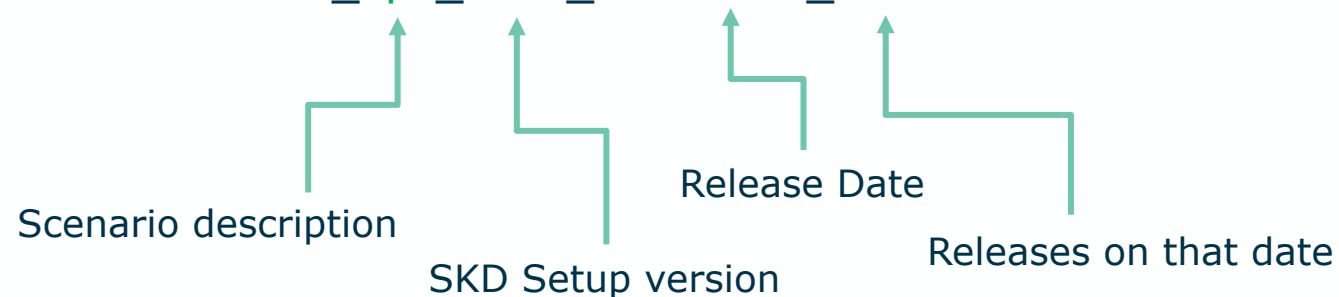 Release Date
Scenario description
Releases on that date
SKD Setup version